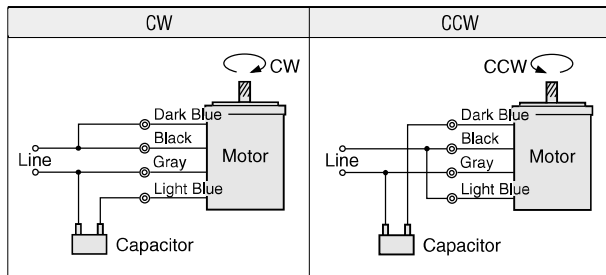 CW
CCW
CW
Dark Blue
Black
Line
Gray
Motor
Light Blue
Capacitor
CCW
Dark Blue
Black
Line
Gray
Motor
Light Blue
Capacitor